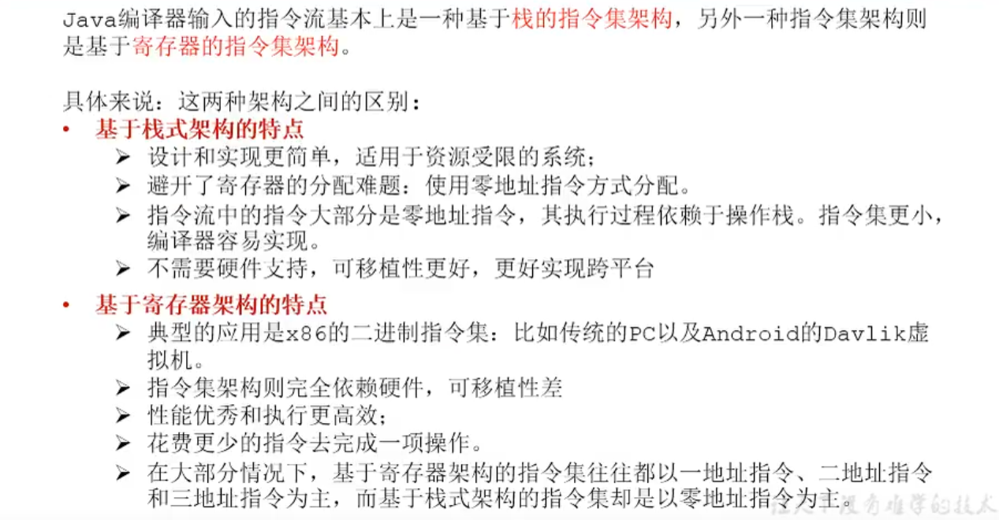 Java编译器输入的指令流基本上是一种基于栈的指令集架构，另外一种指令集架构则
是基于寄存器的指令集架构。
具体来说：这两种架构之间的区别：
• 基于栈式架构的特点
➢ 设计和实现更简单，适用于资源受限的系统；
➢ 避开了寄存器的分配难题：使用零地址指令方式分配。
➢ 指令流中的指令大部分是零地址指令，其执行过程依赖于操作栈。指令集更小，
编译器容易实现。
➢ 不需要硬件支持，可移植性更好，更好实现跨平台
• 基于寄存器架构的特点
➢ 典型的应用是x86的二进制指令集：比如传统的PC以及Android的Davlik虚
拟机。
➢ 指令集架构则完全依赖硬件，可移植性差
➢ 性能优秀和执行更高效；
➢ 花费更少的指令去完成一项操作。
➢ 在大部分情况下，基于寄存器架构的指令集往往都以一地址指令、二地址指令
和三地址指令为主，而基于栈式架构的指令集却是以零地址指令为主。
没有难学的技术